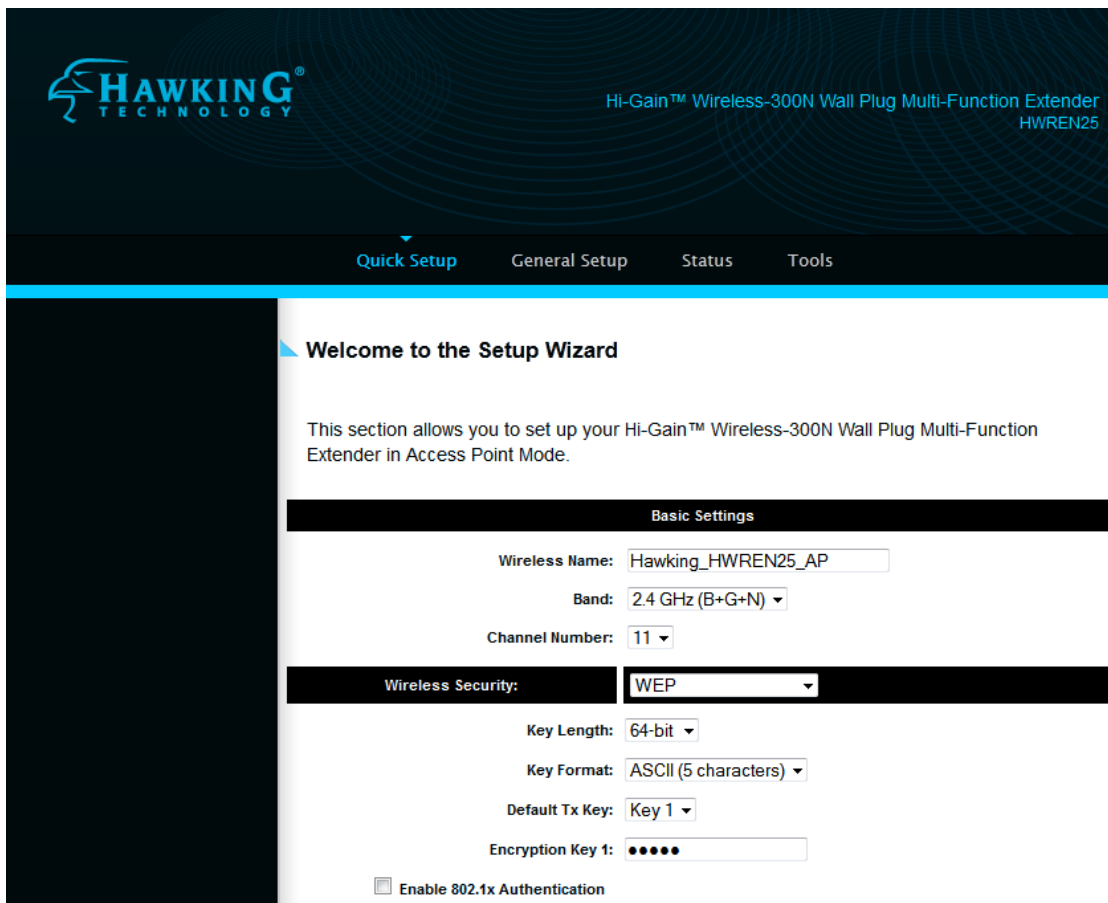 HAWKING®
TECHNOLOGY
Hi-Gain™ Wireless-300N Wall Plug Multi-Function Extender
HWREN25
Quick Setup General Setup Status Tools
Welcome to the Setup Wizard
This section allows you to set up your Hi-Gain™ Wireless-300N Wall Plug Multi-Function
Extender in Access Point Mode.
Basic Settings
Wireless Name: Hawking_HWREN25_AP
Band: 2.4 GHz (B+G+N)
Channel Number: 11
Wireless Security: WEP
Key Length: 64-bit
Key Format: ASCII (5 characters)
Default Tx Key: Key 1
Encryption Key 1: •••••
Enable 802.1x Authentication